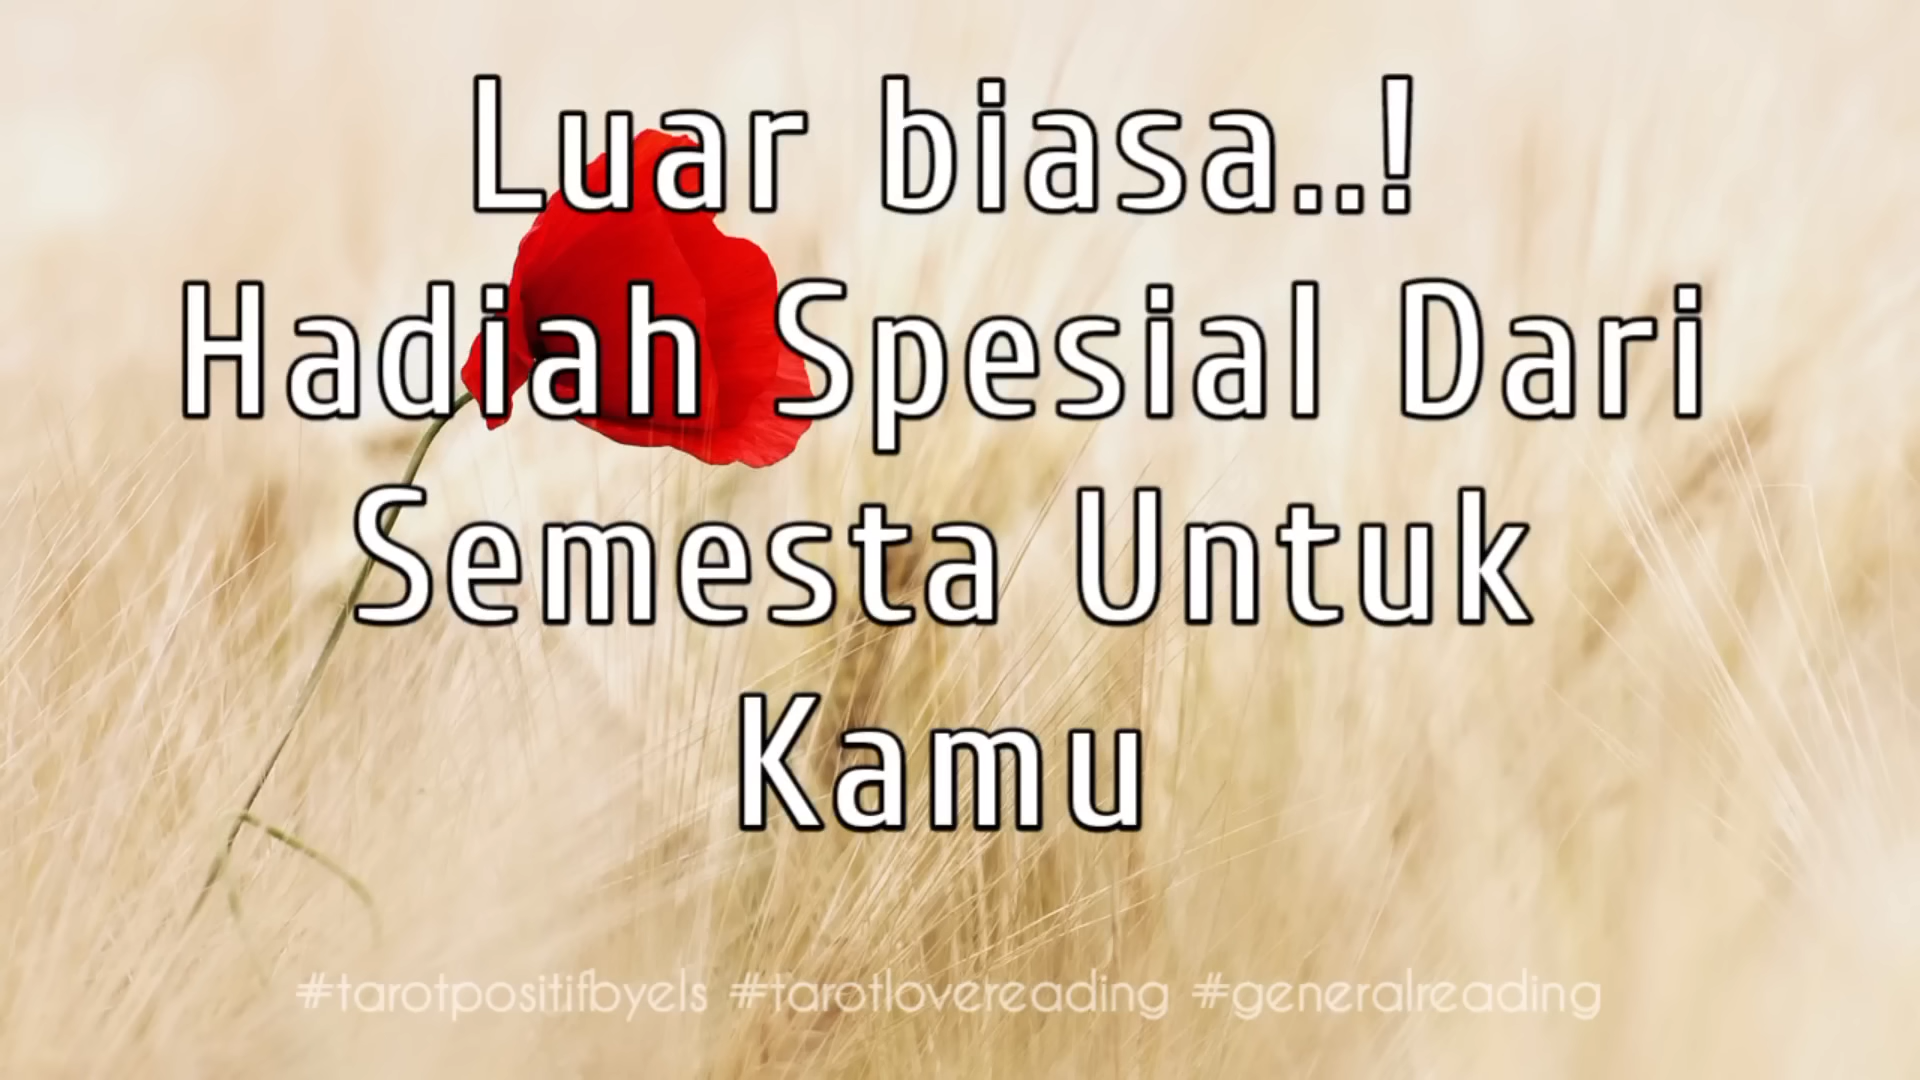 Luar biasa..!
Hadiah Spesial Dari
Semesta Untuk
Kamu
#tarotpositifbyels #tarotlovereading #generalreading